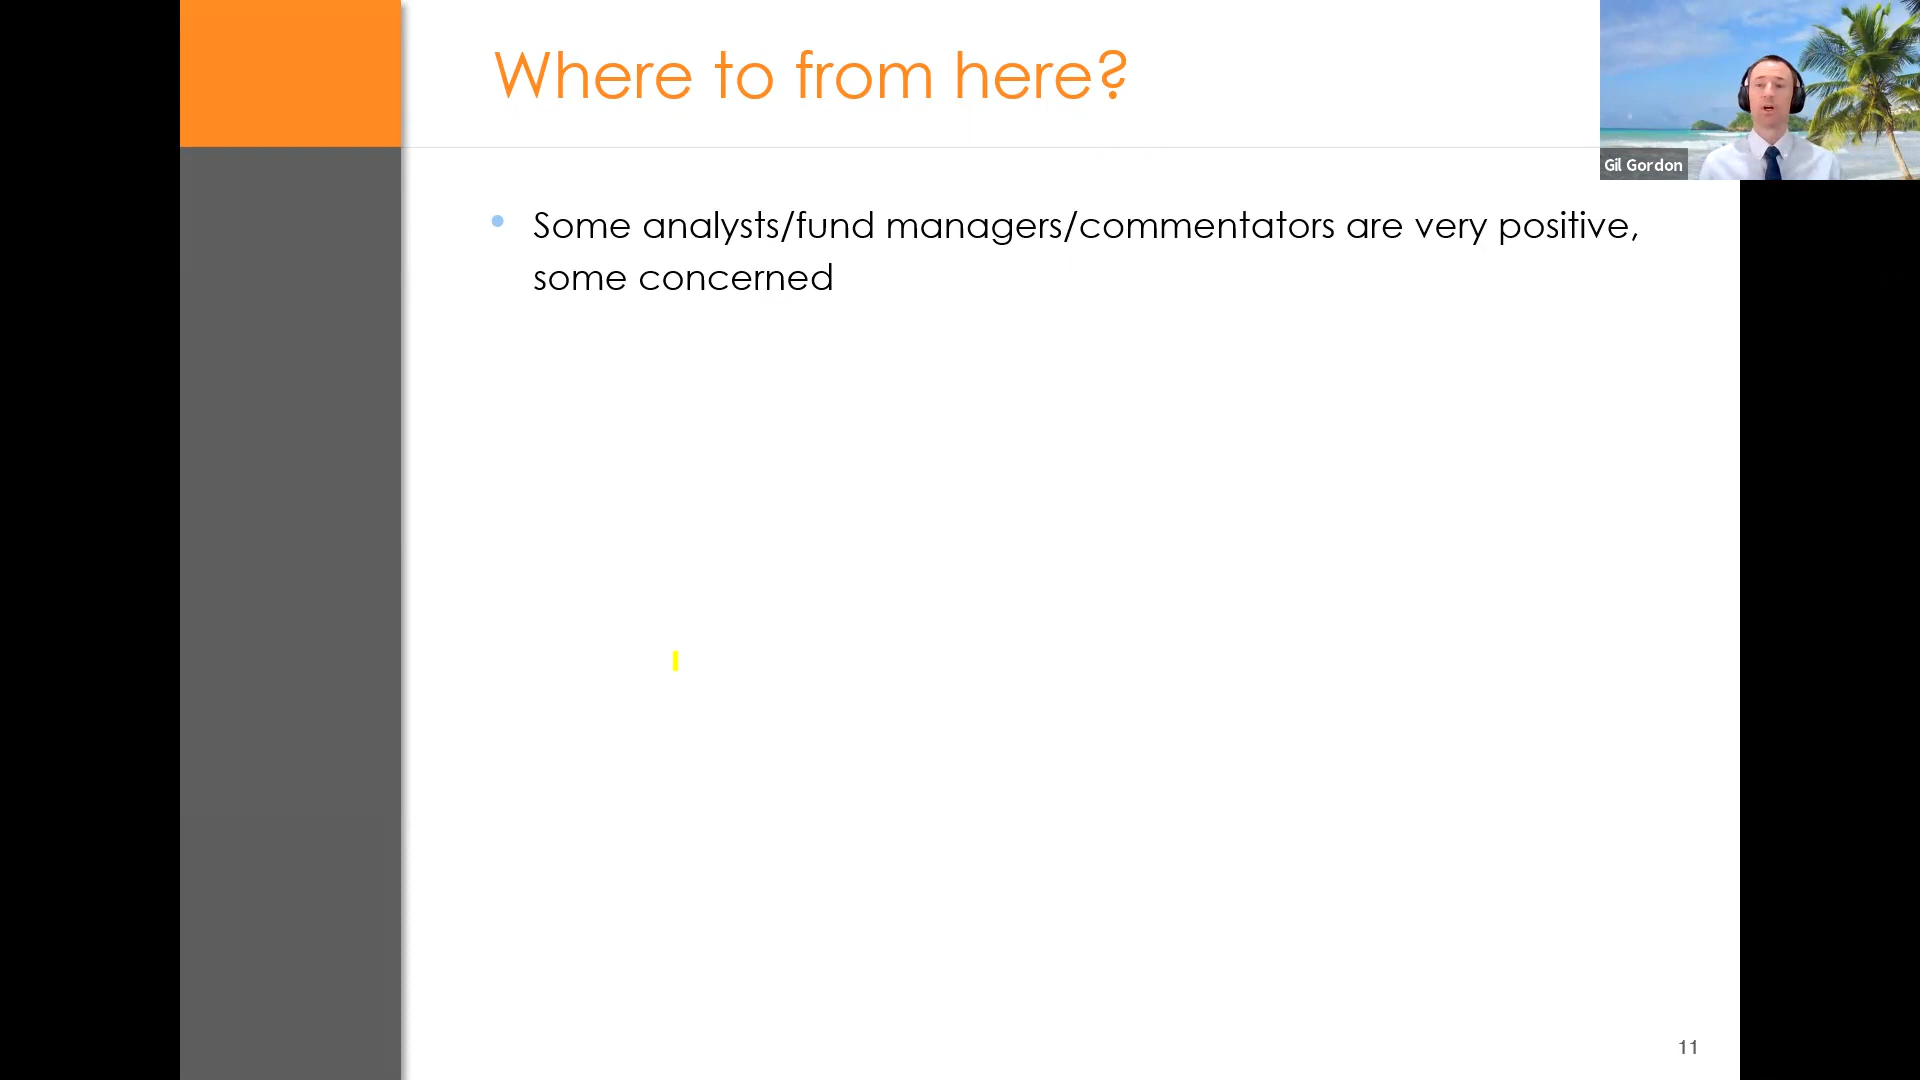 Where to from here?
Gil Gordon
• Some analysts/fund managers/commentators are very positive,
some concerned
11